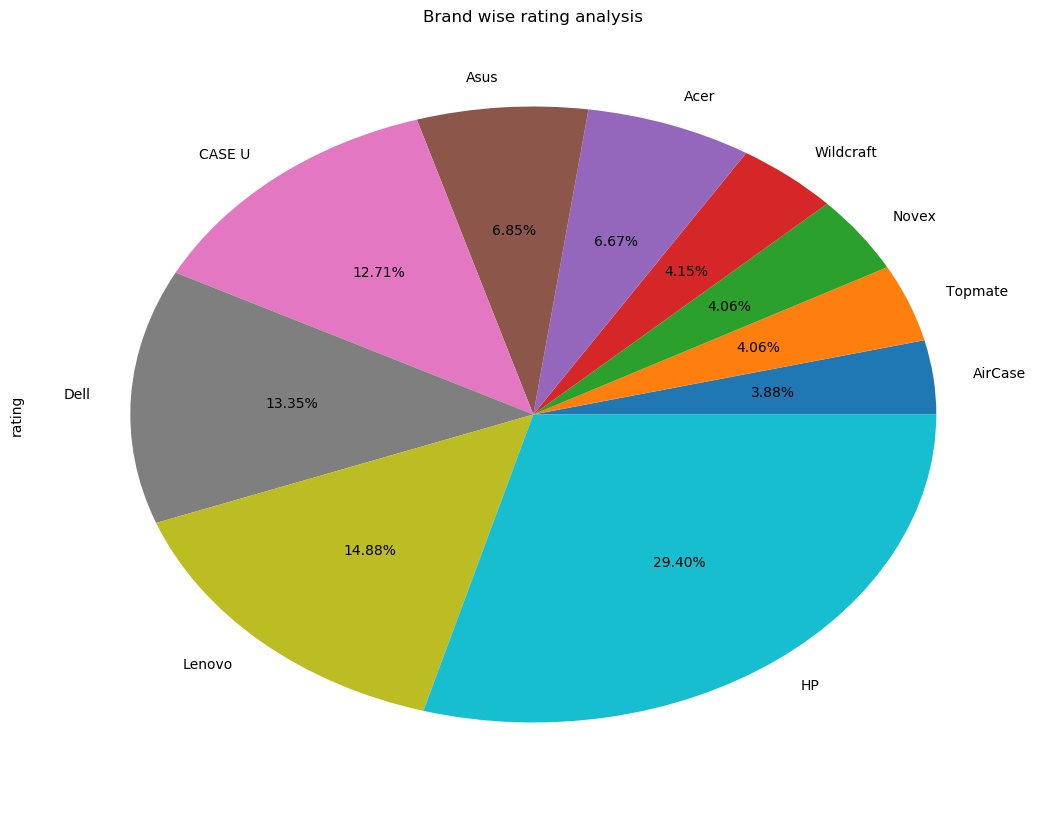 Brand wise rating analysis
Asus
Acer
CASE U
Wildcraft
Novex
6.85%
6.67%
12.71%
4.15%
Topmate
4.06%
4.06%
AirCase
Dell
3.88%
13.35%
rating
14.88%
29.40%
Lenovo
HP